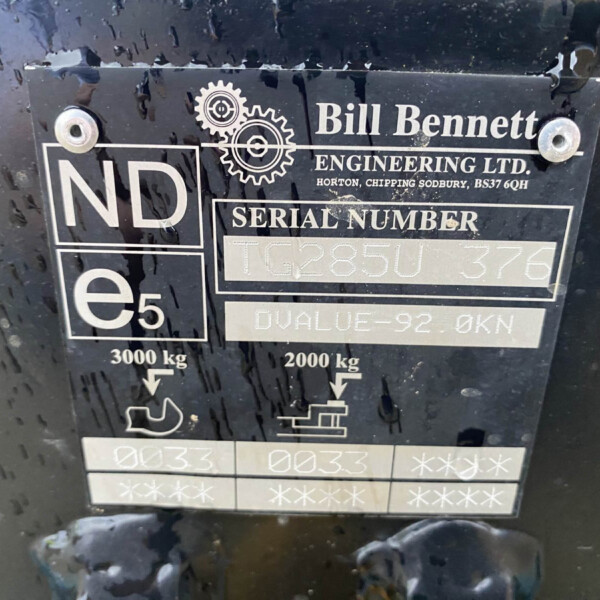 Bill Bennett
ENGINEERING LTD.
HORTON, CHIPPING SODBURY, BS37 6QH
ND
SERIAL NUMBER
TG285U 376
e5
DVALUE-92.0KN
3000 kg 2000 kg
0033 0033 ****
**** **** ****